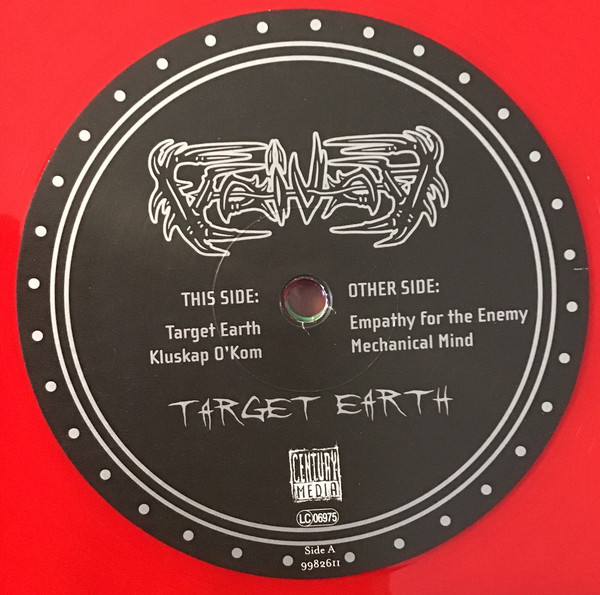 VOIVOD
THIS SIDE:
Target Earth
Kluskap O'Kom
OTHER SIDE:
Empathy for the Enemy
Mechanical Mind
TARGET EARTH
CENTURY
MEDIA
LC 06975
Side A
9982611